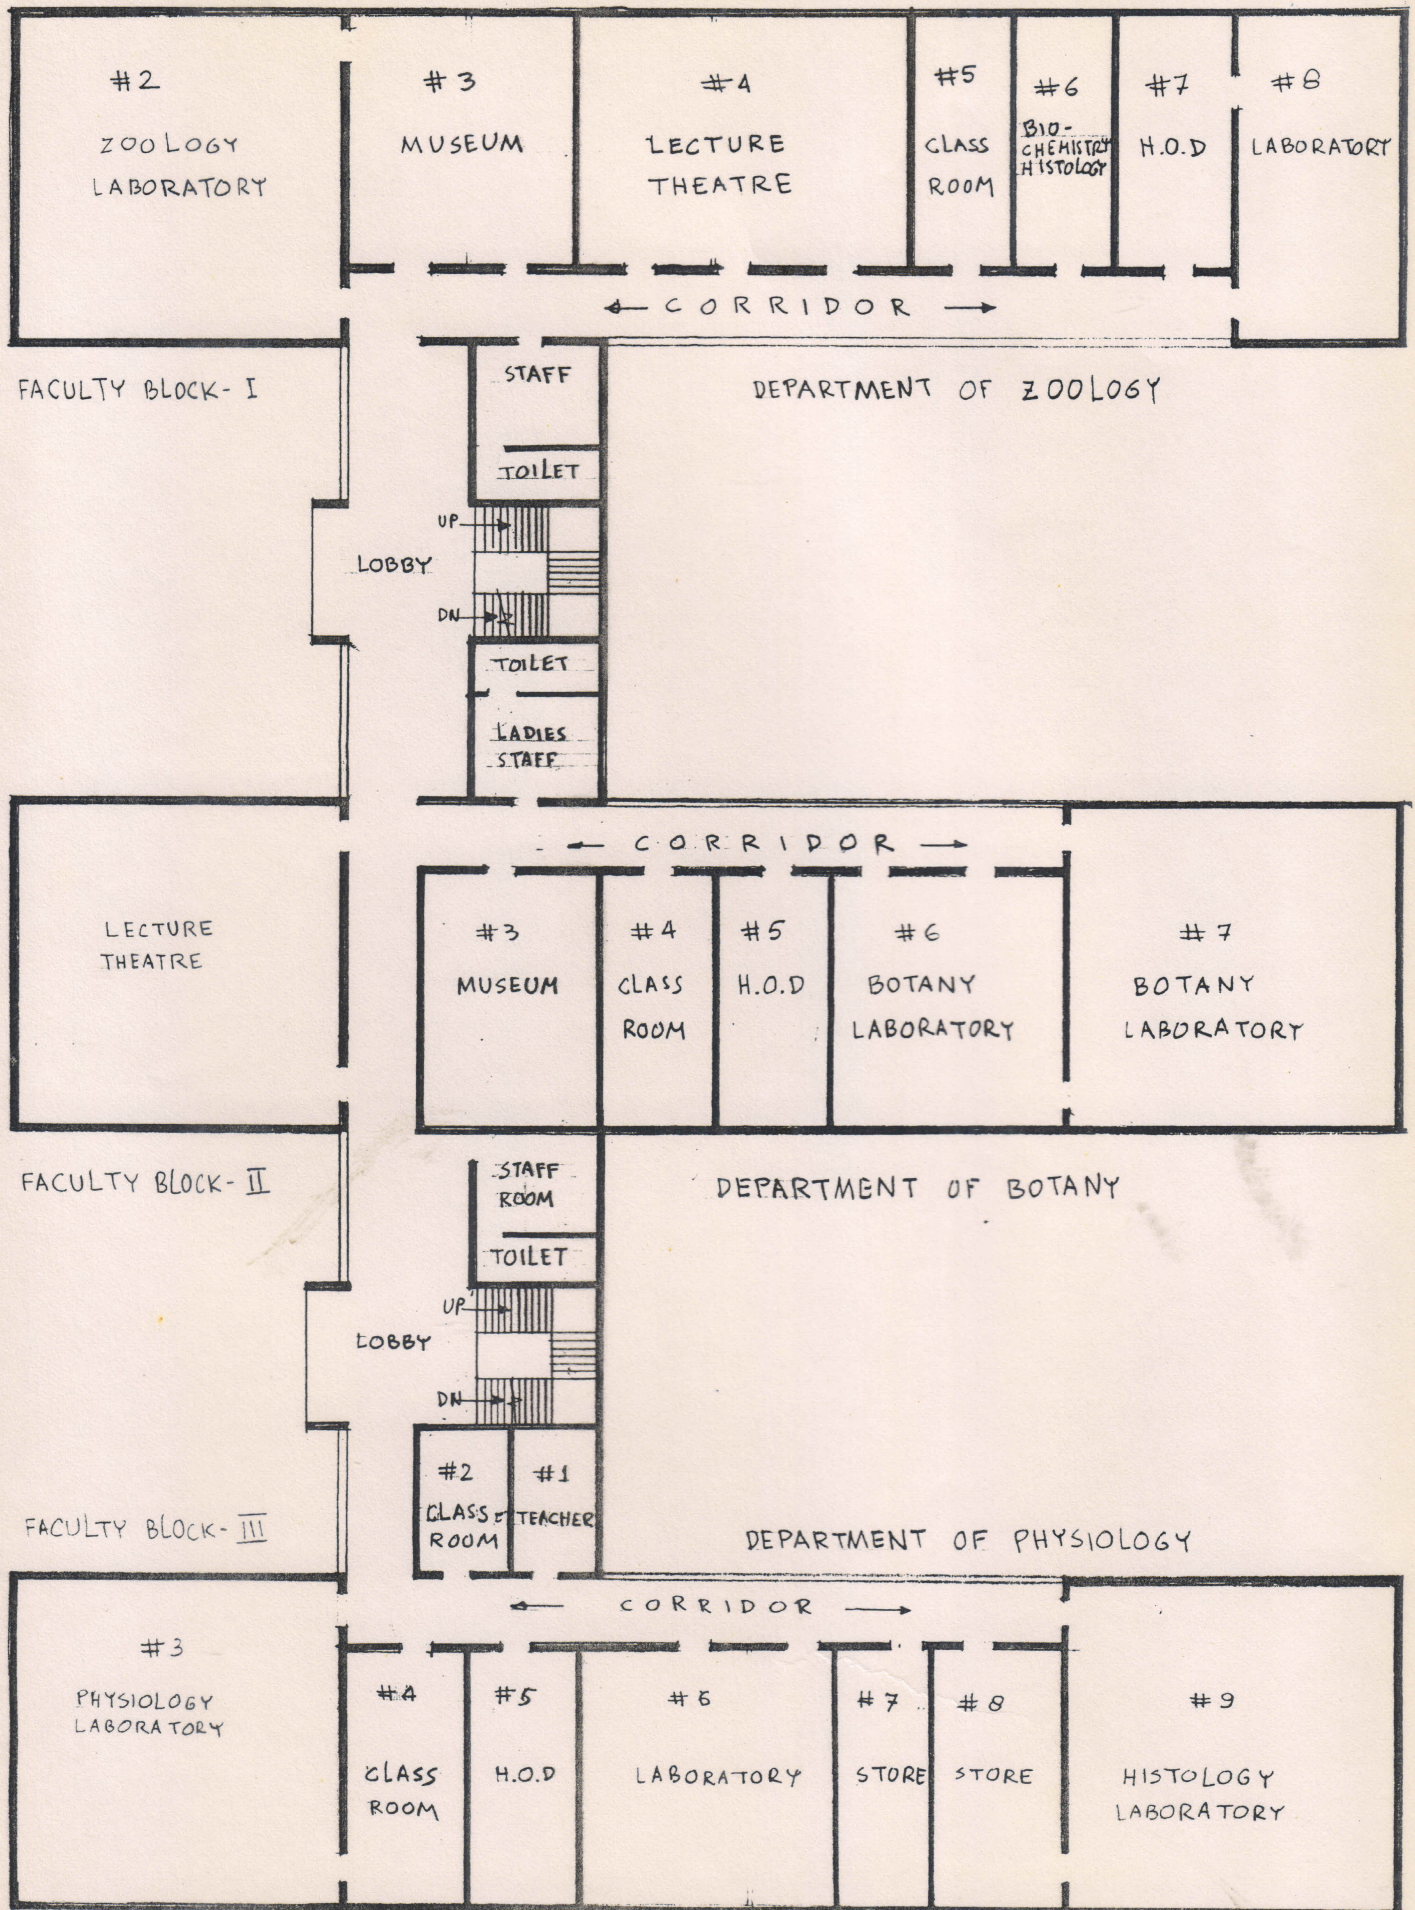 #2
ZOOLOGY
LABORATORY
#3
MUSEUM
#4
LECTURE
THEATRE
#5
CLASS
ROOM
#6
BIO-
CHEMISTRY
HISTOLOGY
#7
H.O.D
#8
LABORATORY
CORRIDOR
FACULTY BLOCK-I
STAFF
TOILET
DEPARTMENT OF ZOOLOGY
UP
LOBBY
DN
TOILET
LADIES
STAFF
CORRIDOR
LECTURE
THEATRE
#3
MUSEUM
#4
CLASS
ROOM
#5
H.O.D
#6
BOTANY
LABORATORY
#7
BOTANY
LABORATORY
FACULTY BLOCK-II
STAFF
ROOM
TOILET
DEPARTMENT OF BOTANY
UP
LOBBY
DN
#2
CLASS
ROOM
#1
TEACHER
FACULTY BLOCK-III
DEPARTMENT OF PHYSIOLOGY
CORRIDOR
#3
PHYSIOLOGY
LABORATORY
#4
CLASS
ROOM
#5
H.O.D
#6
LABORATORY
#7
STORE
#8
STORE
#9
HISTOLOGY
LABORATORY